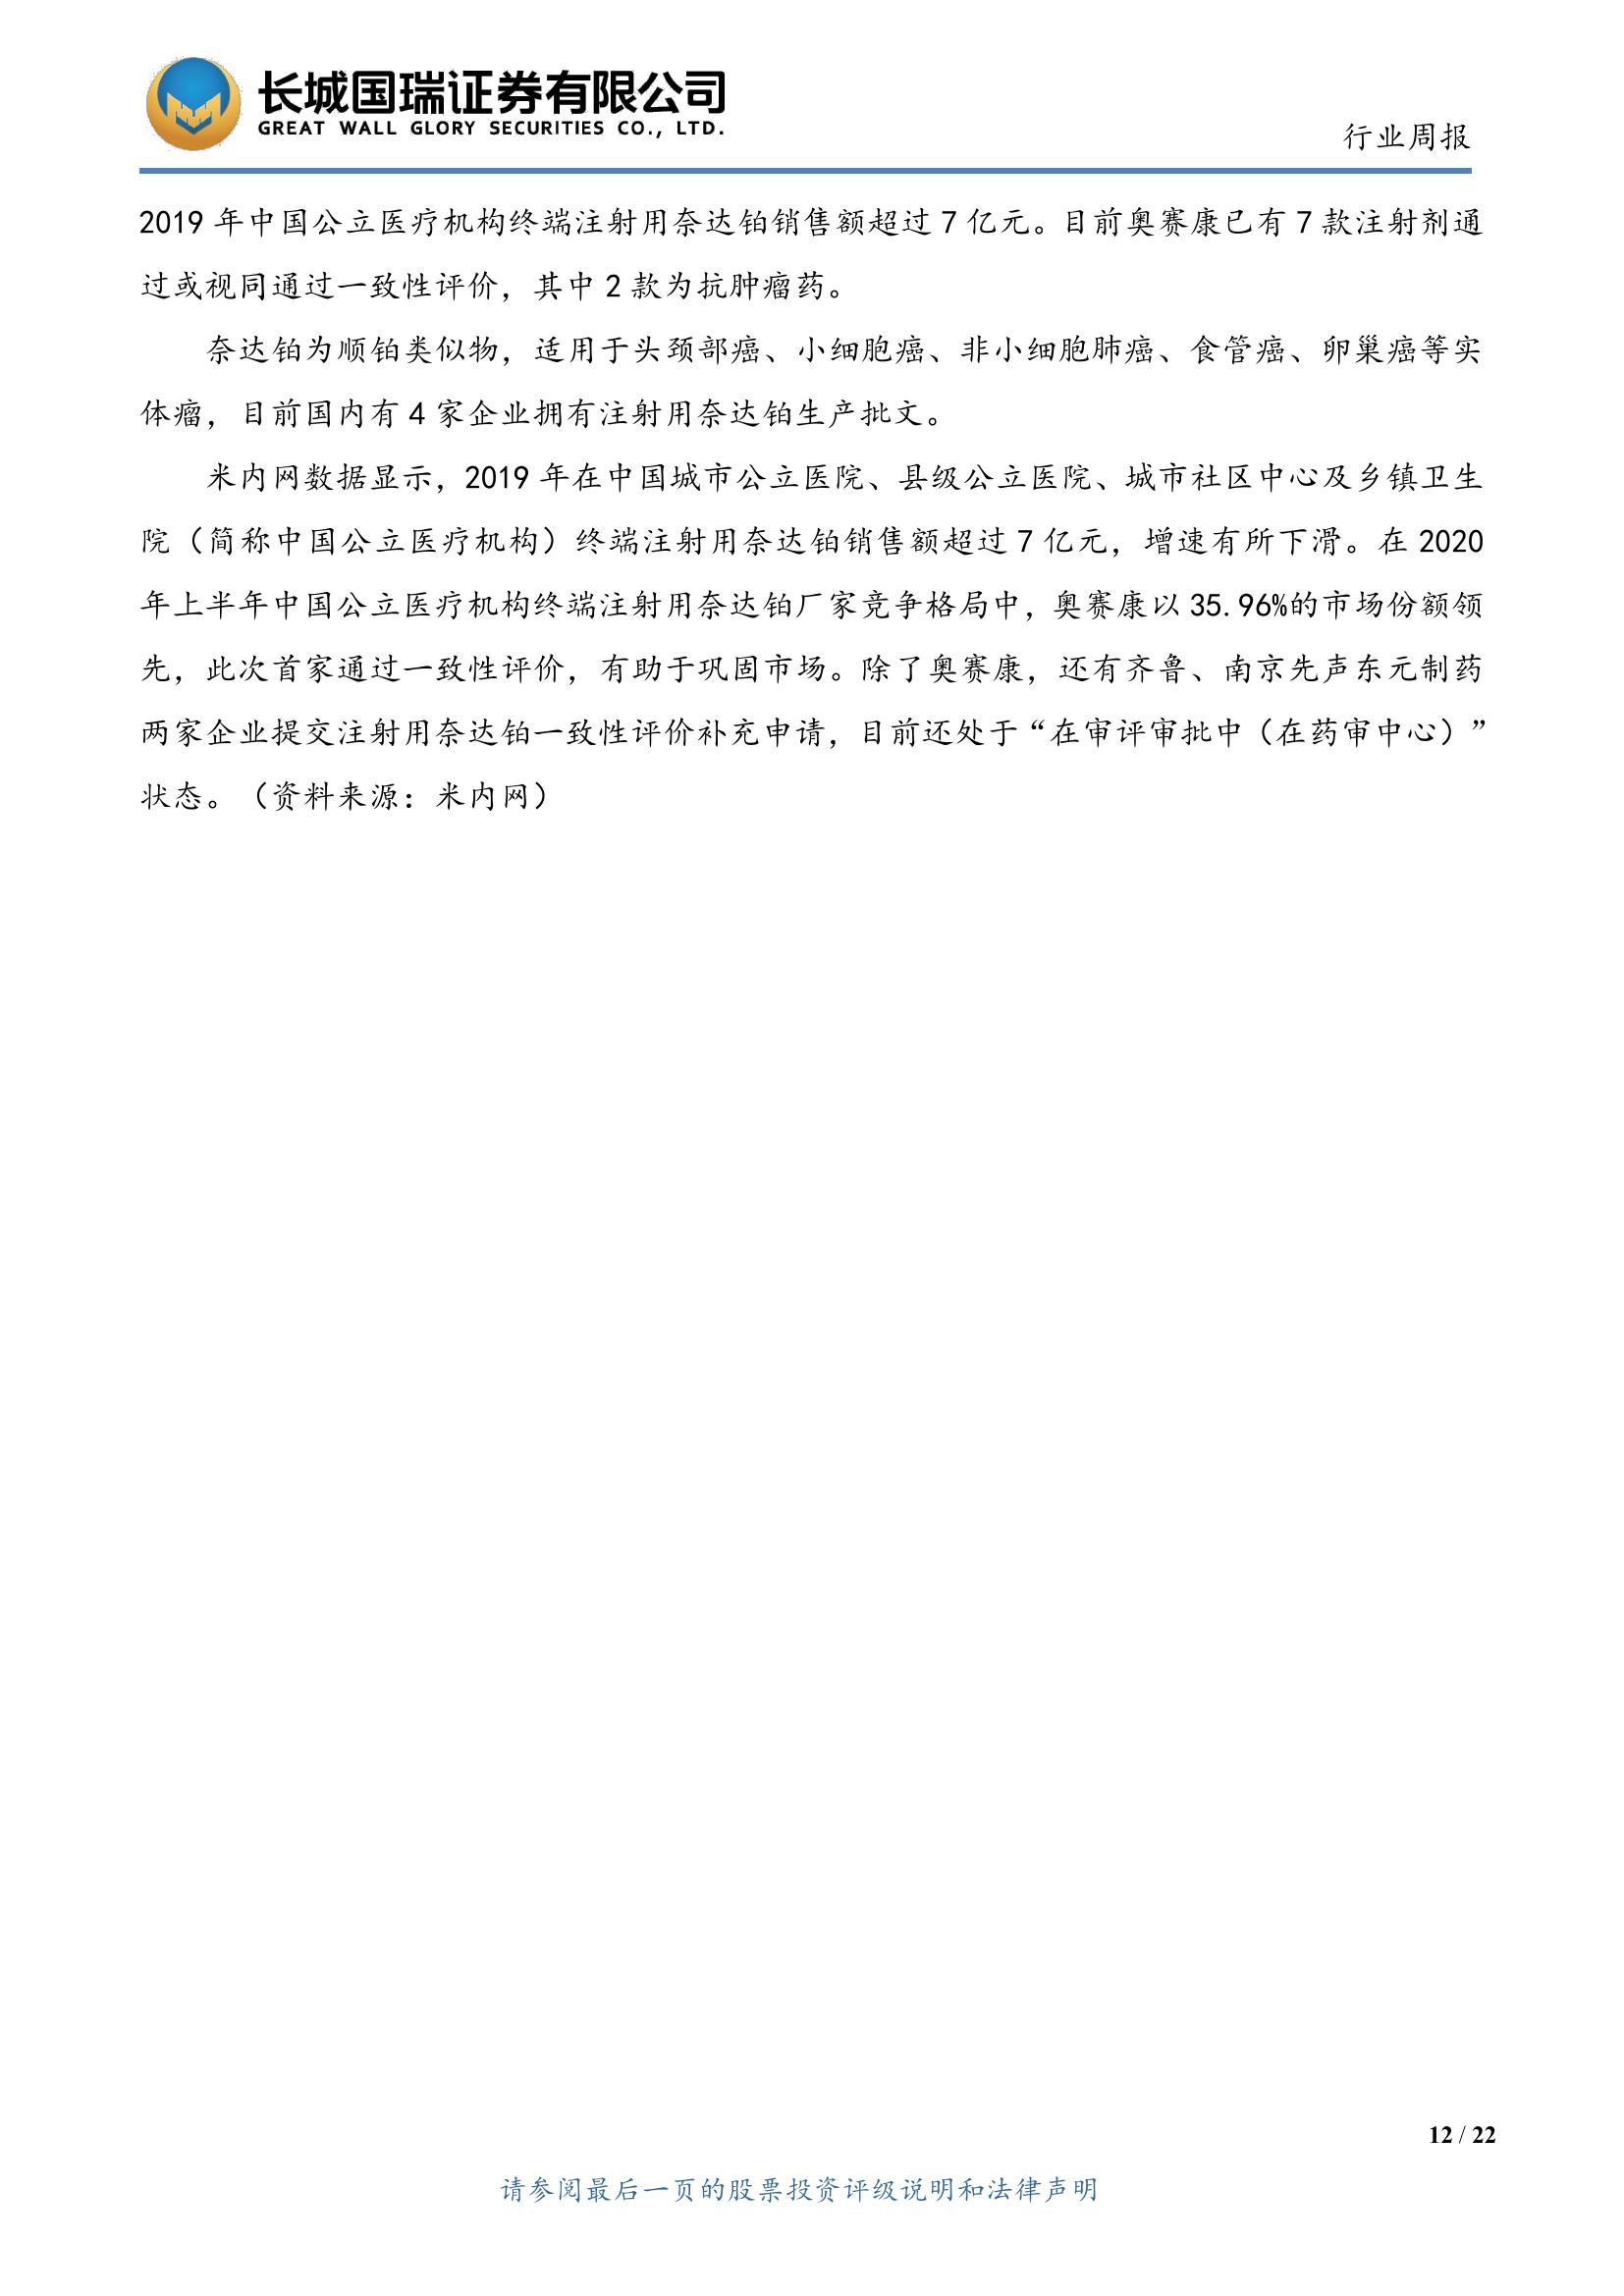 长城国瑞证券有限公司
GREAT WALL GLORY SECURITIES CO., LTD.
行业周报
2019 年中国公立医疗机构终端注射用奈达铂销售额超过 7 亿元。目前奥赛康已有 7 款注射剂通
过或视同通过一致性评价，其中 2 款为抗肿瘤药。
奈达铂为顺铂类似物，适用于头颈部癌、小细胞癌、非小细胞肺癌、食管癌、卵巢癌等实
体瘤，目前国内有 4 家企业拥有注射用奈达铂生产批文。
米内网数据显示，2019 年在中国城市公立医院、县级公立医院、城市社区中心及乡镇卫生
院（简称中国公立医疗机构）终端注射用奈达铂销售额超过 7 亿元，增速有所下滑。在 2020
年上半年中国公立医疗机构终端注射用奈达铂厂家竞争格局中，奥赛康以 35.96%的市场份额领
先，此次首家通过一致性评价，有助于巩固市场。除了奥赛康，还有齐鲁、南京先声东元制药
两家企业提交注射用奈达铂一致性评价补充申请，目前还处于“在审评审批中（在药审中心）”
状态。（资料来源：米内网）
12 / 22
请参阅最后一页的股票投资评级说明和法律声明